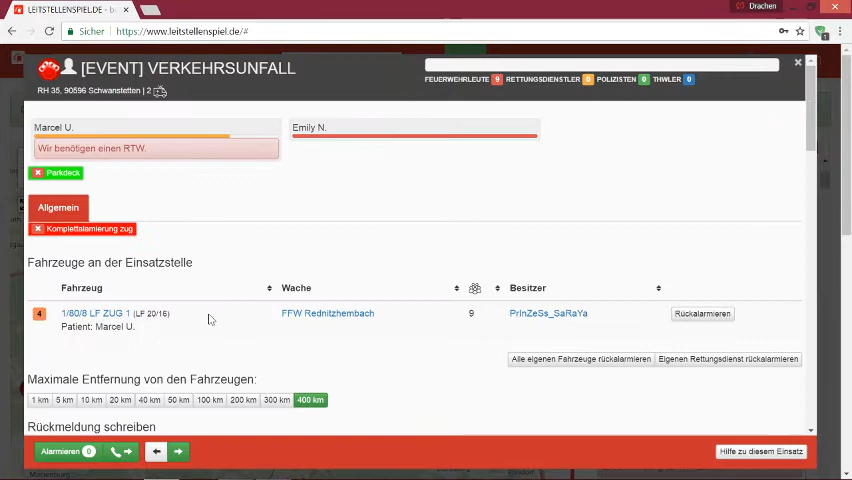 LEITSTELLENSPIEL.DE - b
Drachen
Sicher
https://www.leitstellenspiel.de/#
1
[EVENT] VERKEHRSUNFALL
FEUERWEHRLEUTE 9 RETTUNGSDIENSTLER 0 POLIZISTEN 0 THWLER 0
RH 35, 90596 Schwanstetten | 2
Marcel U.
Emily N.
Wir benötigen einen RTW.
Parkdeck
Allgemein
Komplettalamierung zug
Fahrzeuge an der Einsatzstelle
Fahrzeug Wache Besitzer
4 1/80/8 LF ZUG 1 (LF 20/16) FFW Rednitzhembach 9 PrInZeSs_SaRaYa Rückalarmieren
Patient: Marcel U.
Alle eigenen Fahrzeuge rückalarmieren Eigenen Rettungsdienst rückalarmieren
Maximale Entfernung von den Fahrzeugen:
1 km 5 km 10 km 20 km 40 km 50 km 100 km 200 km 300 km 400 km
Rückmeldung schreiben
Alarmieren 0
Hilfe zu diesem Einsatz